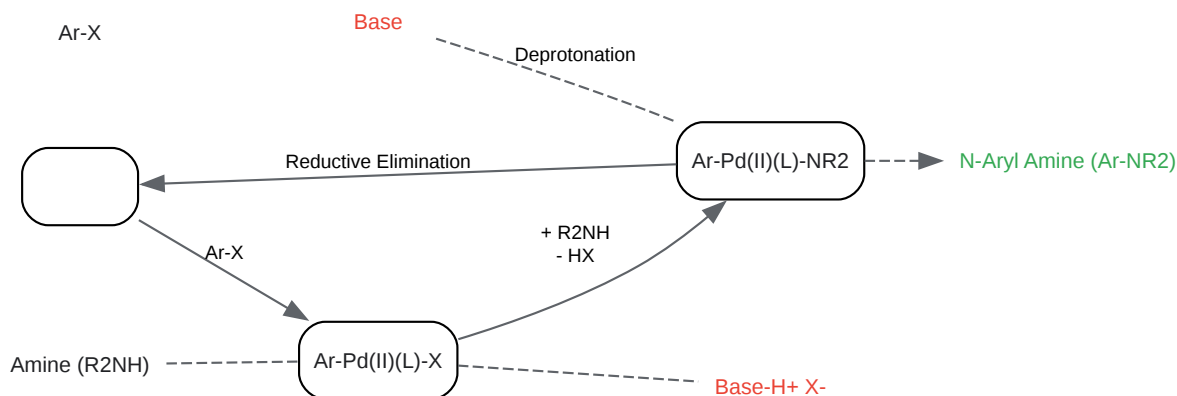 Ar-X
Base
Deprotonation
Reductive Elimination
Ar-Pd(II)(L)-NR2
N-Aryl Amine (Ar-NR2)
+ R2NH
- HX
Ar-X
Amine (R2NH)
Ar-Pd(II)(L)-X
Base-H+ X-